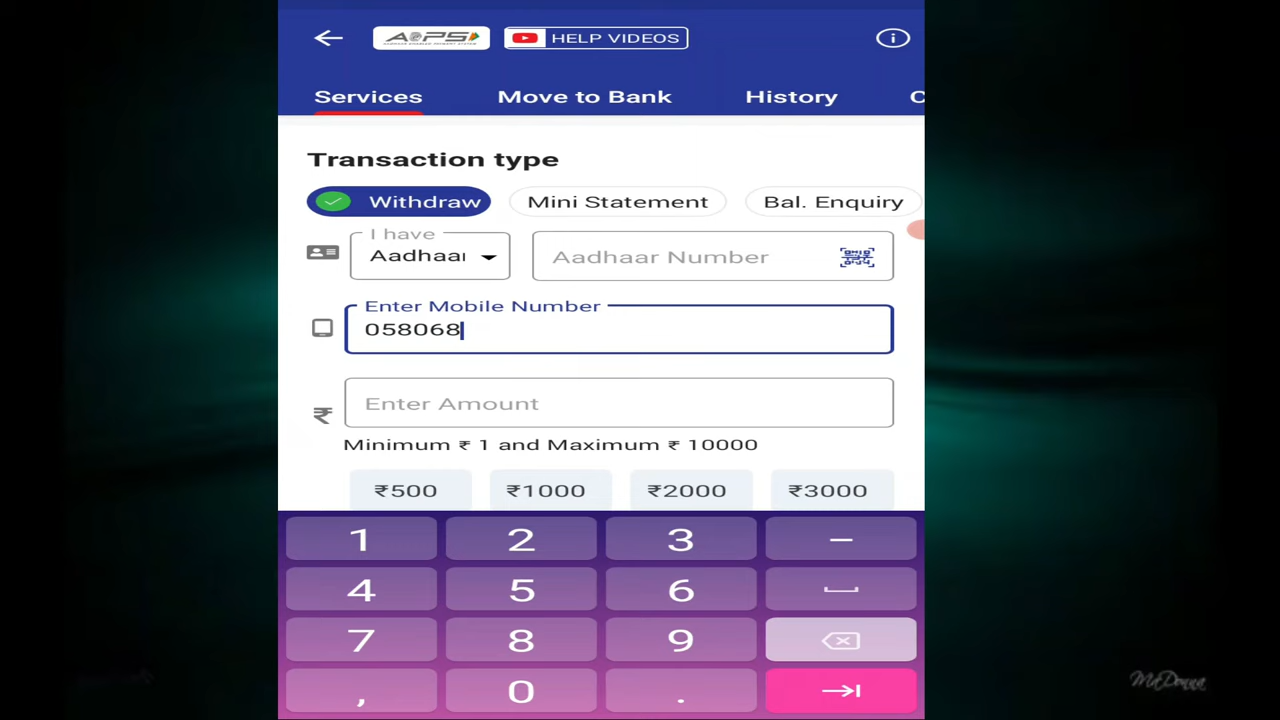 AePS
HELP VIDEOS
Services Move to Bank History C
Transaction type
Withdraw Mini Statement Bal. Enquiry
I have
Aadhaar
Aadhaar Number
Enter Mobile Number
058068
Enter Amount
Minimum ₹ 1 and Maximum ₹ 10000
₹500 ₹1000 ₹2000 ₹3000
1 2 3 –
4 5 6
7 8 9
, 0 .
MaDonna